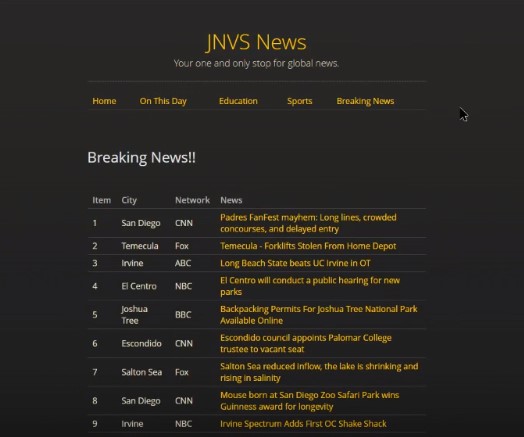 JNVS News
Your one and only stop for global news.
Home On This Day Education Sports Breaking News
Breaking News!!
Item City Network News
1 San Diego CNN Padres FanFest mayhem: Long lines, crowded
concourses, and delayed entry
2 Temecula Fox Temecula - Forklifts Stolen From Home Depot
3 Irvine ABC Long Beach State beats UC Irvine in OT
4 El Centro NBC El Centro will conduct a public hearing for new
parks
5 Joshua Tree BBC Backpacking Permits For Joshua Tree National Park
Available Online
6 Escondido CNN Escondido council appoints Palomar College
trustee to vacant seat
7 Salton Sea Fox Salton Sea reduced inflow, the lake is shrinking and
rising in salinity
8 San Diego CNN Mouse born at San Diego Zoo Safari Park wins
Guinness award for longevity
9 Irvine NBC Irvine Spectrum Adds First OC Shake Shack